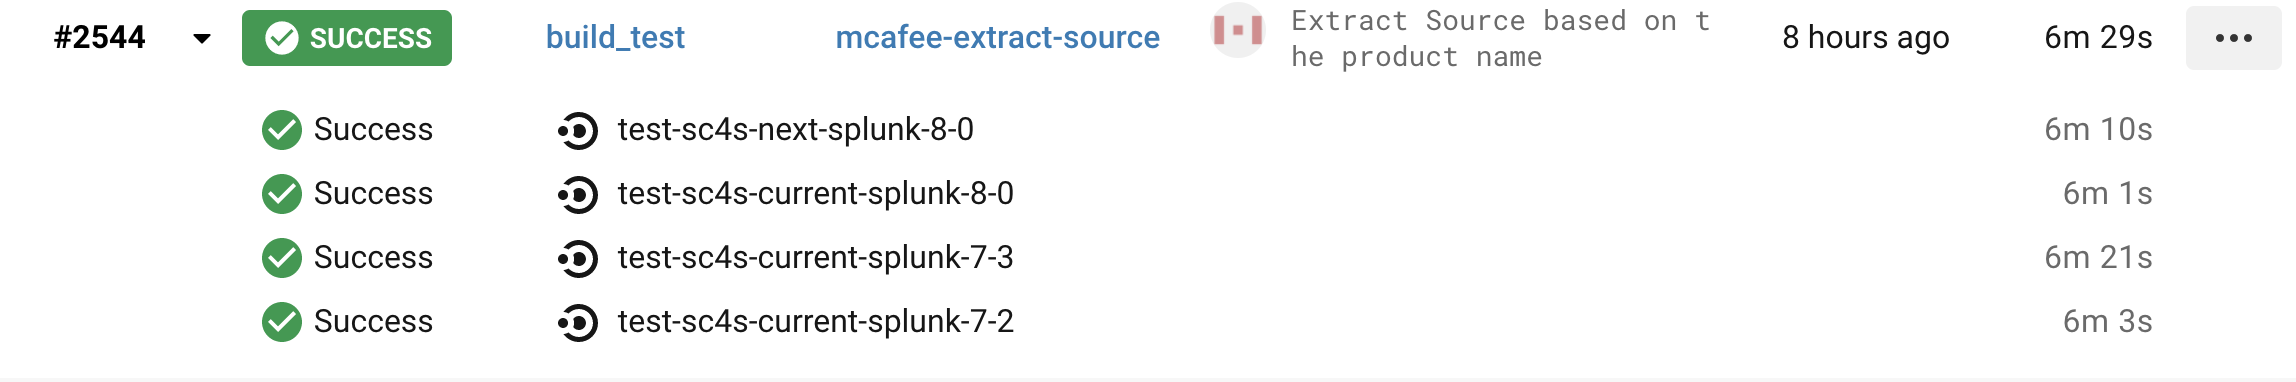 #2544 SUCCESS build_test mcafee-extract-source Extract Source based on t
he product name 8 hours ago 6m 29s
Success test-sc4s-next-splunk-8-0 6m 10s
Success test-sc4s-current-splunk-8-0 6m 1s
Success test-sc4s-current-splunk-7-3 6m 21s
Success test-sc4s-current-splunk-7-2 6m 3s